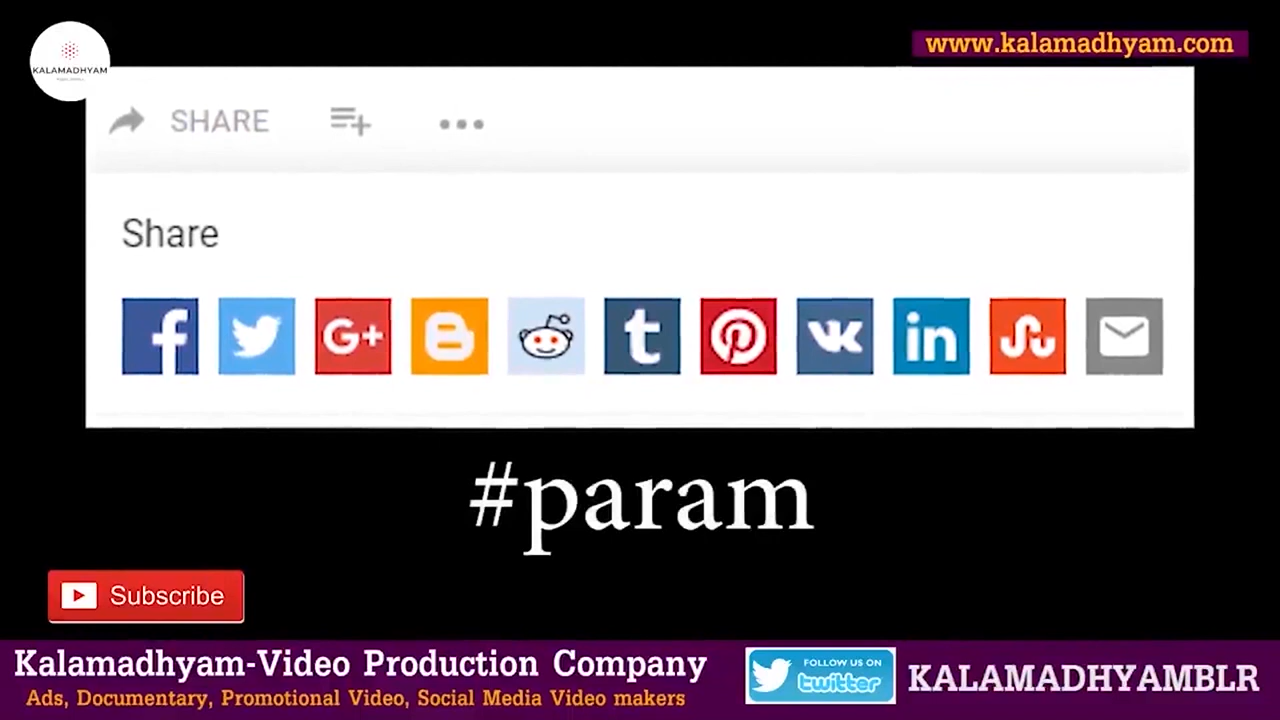 www.kalamadhyam.com
KALAMADHYAM
SHARE
Share
G+
in
#param
Subscribe
Kalamadhyam-Video Production Company
Ads, Documentary, Promotional Video, Social Media Video makers
FOLLOW US ON
twitter
KALAMADHYAMBLR